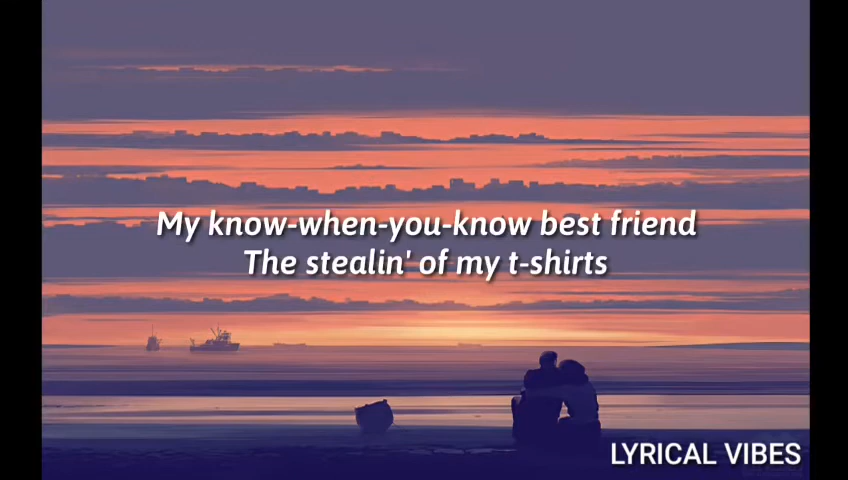 My know-when-you-know best friend
The stealin' of my t-shirts
LYRICAL VIBES